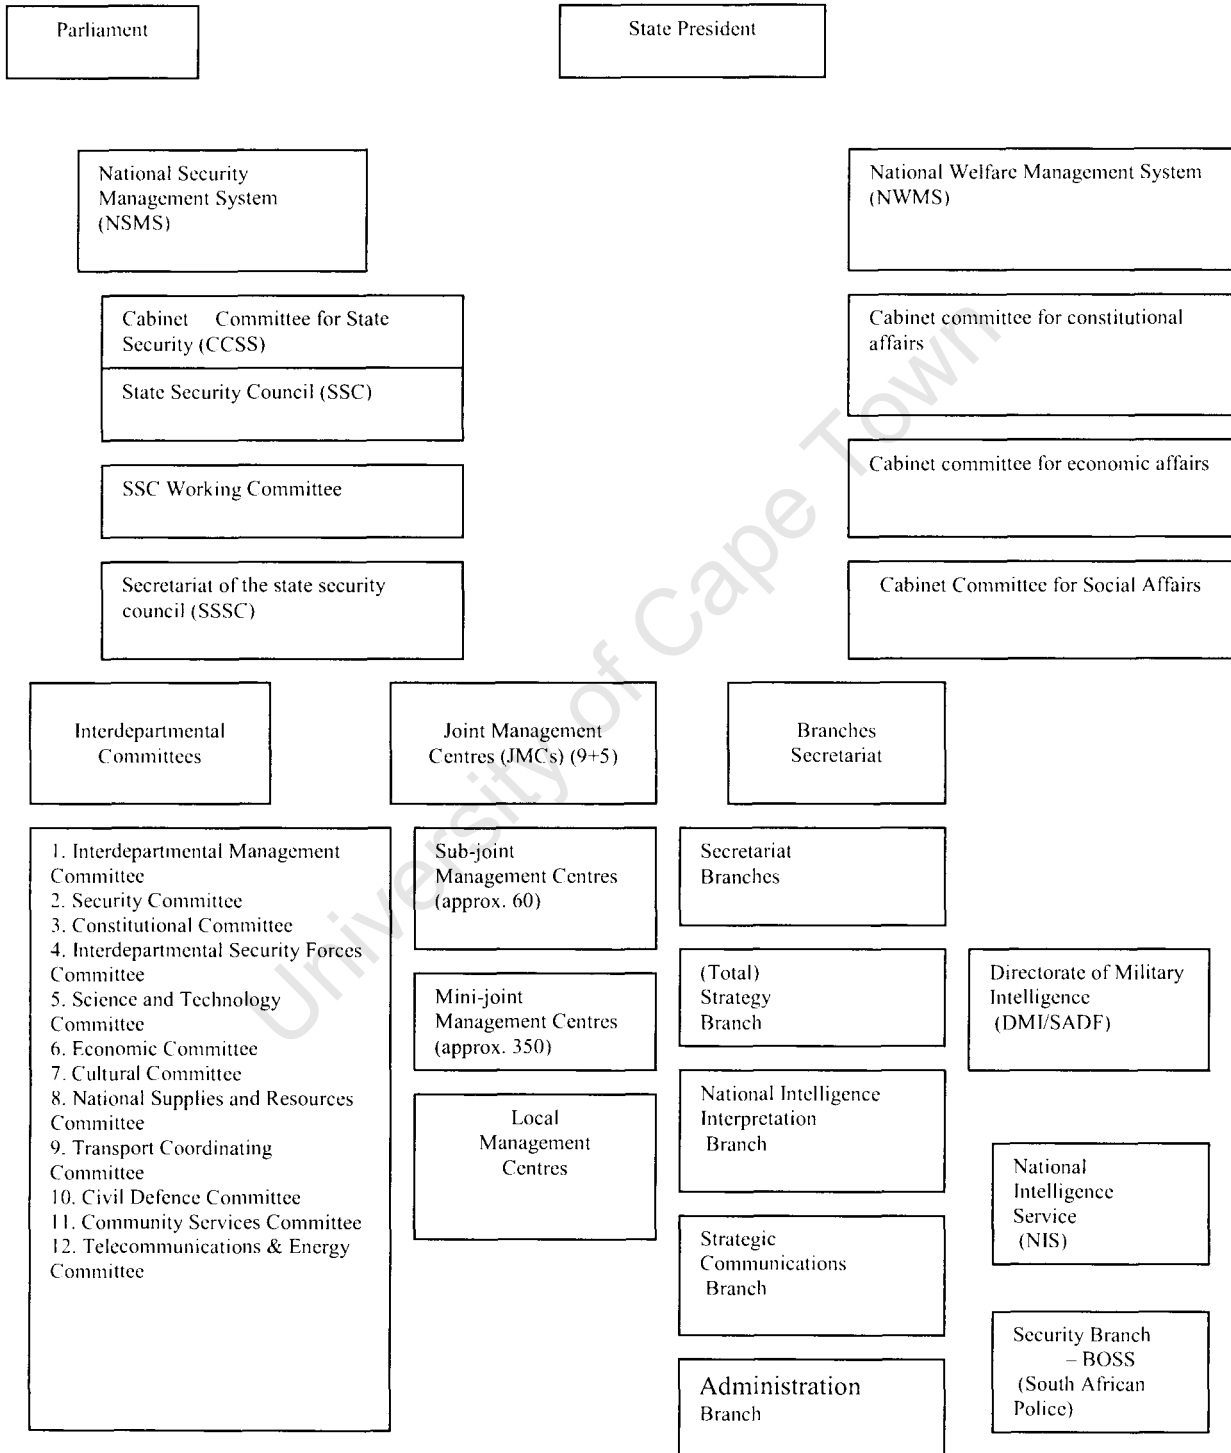 Parliament
State President
National Security
Management System
(NSMS)
National Welfare Management System
(NWMS)
Cabinet Committee for State
Security (CCSS)
State Security Council (SSC)
Cabinet committee for constitutional
affairs
SSC Working Committee
Cabinet committee for economic affairs
Secretariat of the state security
council (SSSC)
Cabinet Committee for Social Affairs
Interdepartmental
Committees
Joint Management
Centres (JMCs) (9+5)
Branches
Secretariat
1. Interdepartmental Management
Committee
2. Security Committee
3. Constitutional Committee
4. Interdepartmental Security Forces
Committee
5. Science and Technology
Committee
6. Economic Committee
7. Cultural Committee
8. National Supplies and Resources
Committee
9. Transport Coordinating
Committee
10. Civil Defence Committee
11. Community Services Committee
12. Telecommunications & Energy
Committee
Sub-joint
Management Centres
(approx. 60)
Mini-joint
Management Centres
(approx. 350)
Local
Management
Centres
Secretariat
Branches
(Total)
Strategy
Branch
National Intelligence
Interpretation
Branch
Strategic
Communications
Branch
Administration
Branch
Directorate of Military
Intelligence
(DMI/SADF)
National
Intelligence
Service
(NIS)
Security Branch
– BOSS
(South African
Police)
University of Cape Town